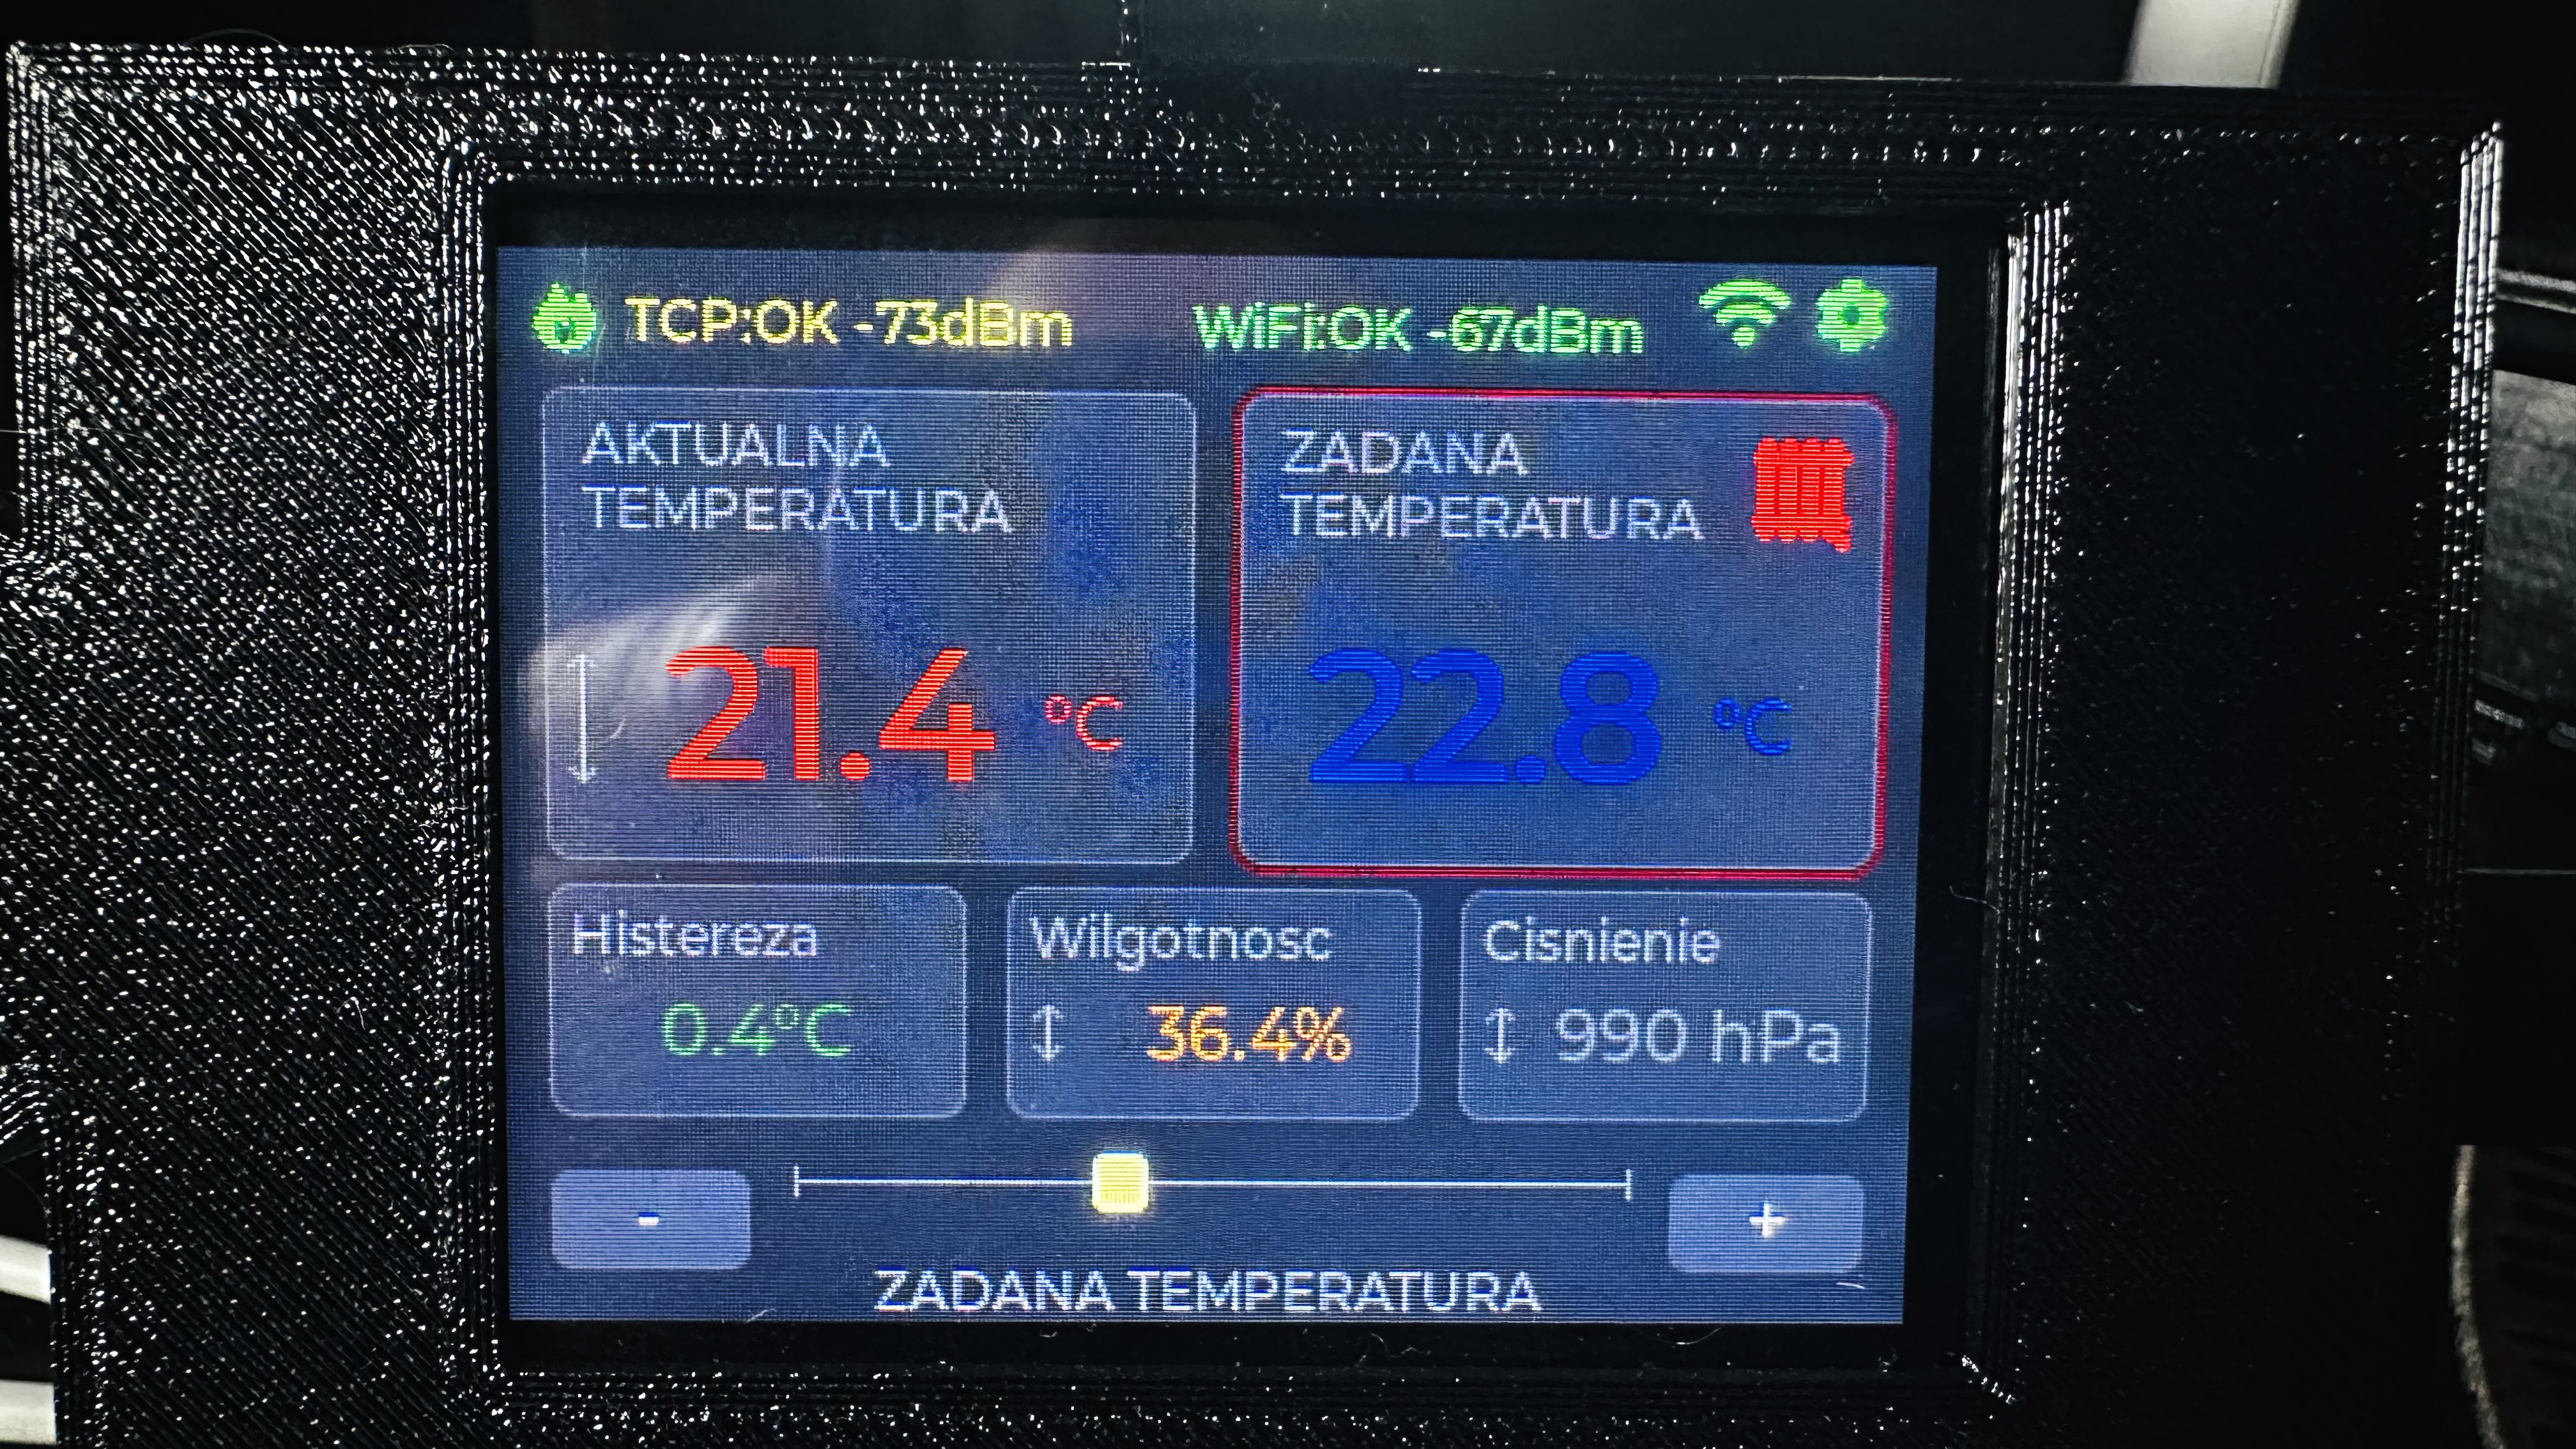 TCP:OK -73dBm
WiFi:OK -67dBm
AKTUALNA
TEMPERATURA
21.4 °C
ZADANA
TEMPERATURA
22.8 °C
Histereza
0.4°C
Wilgotnosc
36.4%
Cisnienie
990 hPa
-
+
ZADANA TEMPERATURA